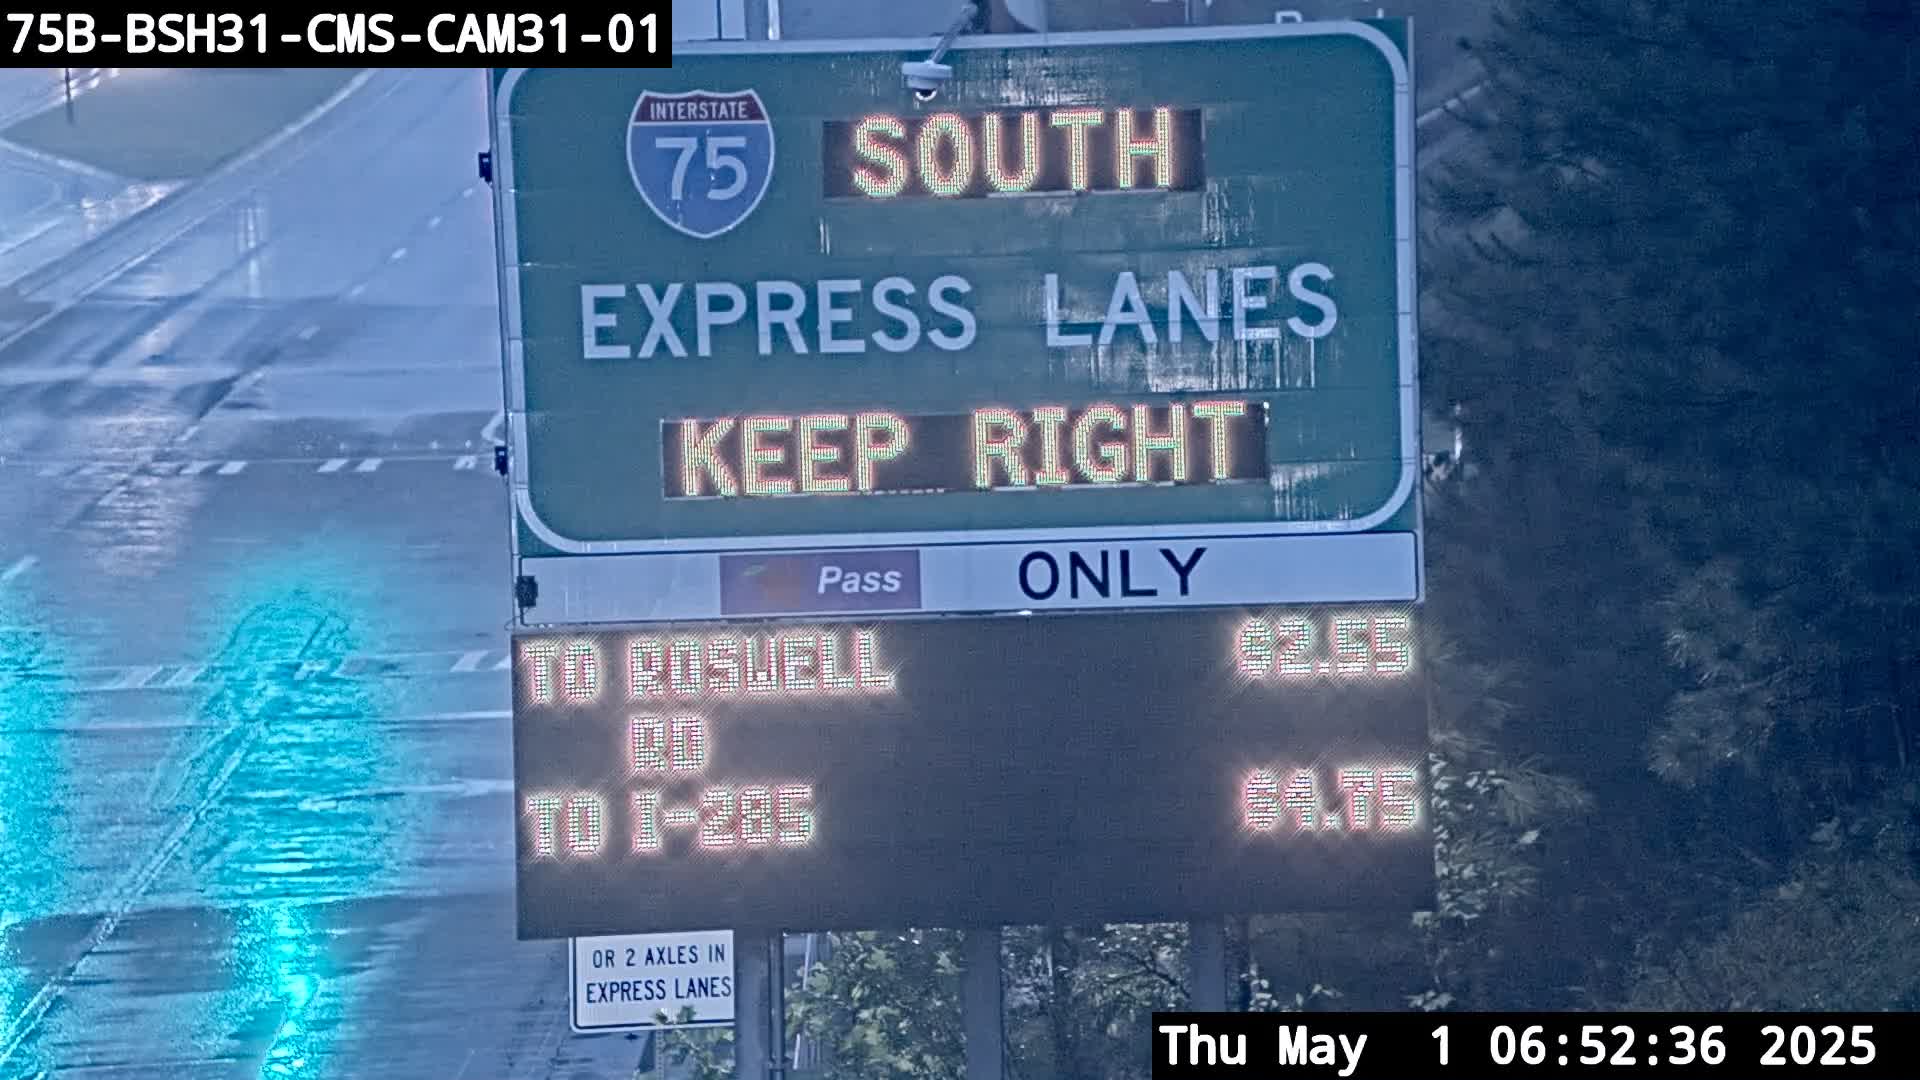 75B-BSH31-CMS-CAM31-01
INTERSTATE
75
SOUTH
EXPRESS LANES
KEEP RIGHT
Pass ONLY
TO ROSWELL $2.55
RD
TO I-285 $4.75
OR 2 AXLES IN
EXPRESS LANES
Thu May 1 06:52:36 2025